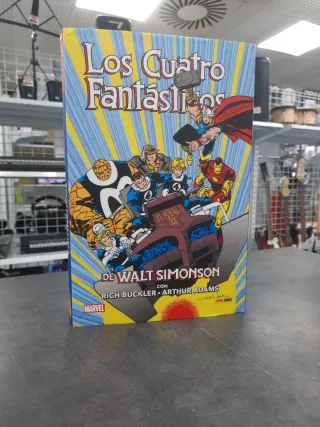 Los Cuatro
Fantásticos
DE WALT SIMONSON
CON
RICH BUCKLER • ARTHUR ADAMS
MARVEL